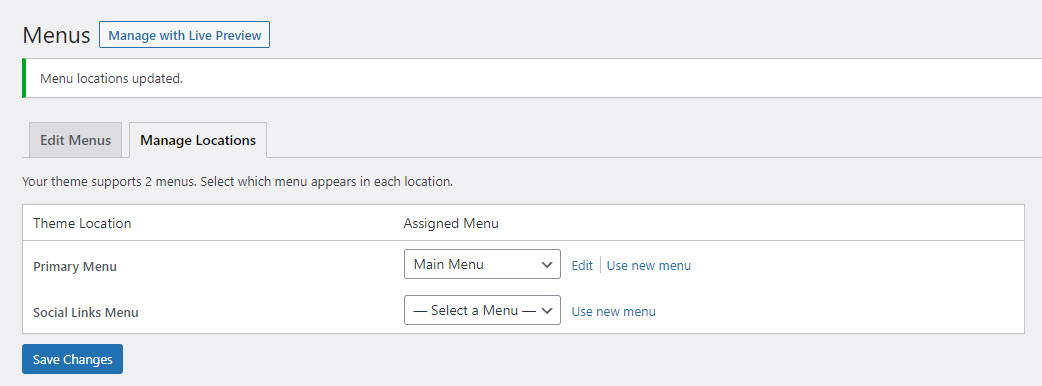 Menus Manage with Live Preview
Menu locations updated.
Edit Menus Manage Locations
Your theme supports 2 menus. Select which menu appears in each location.
Theme Location Assigned Menu
Primary Menu Main Menu Edit Use new menu
Social Links Menu — Select a Menu — Use new menu
Save Changes